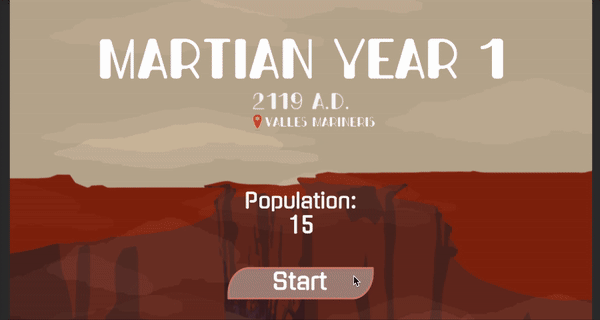 MARTIAN YEAR 1
2119 A.D.
VALLES MARINERIS
Population:
15
Start